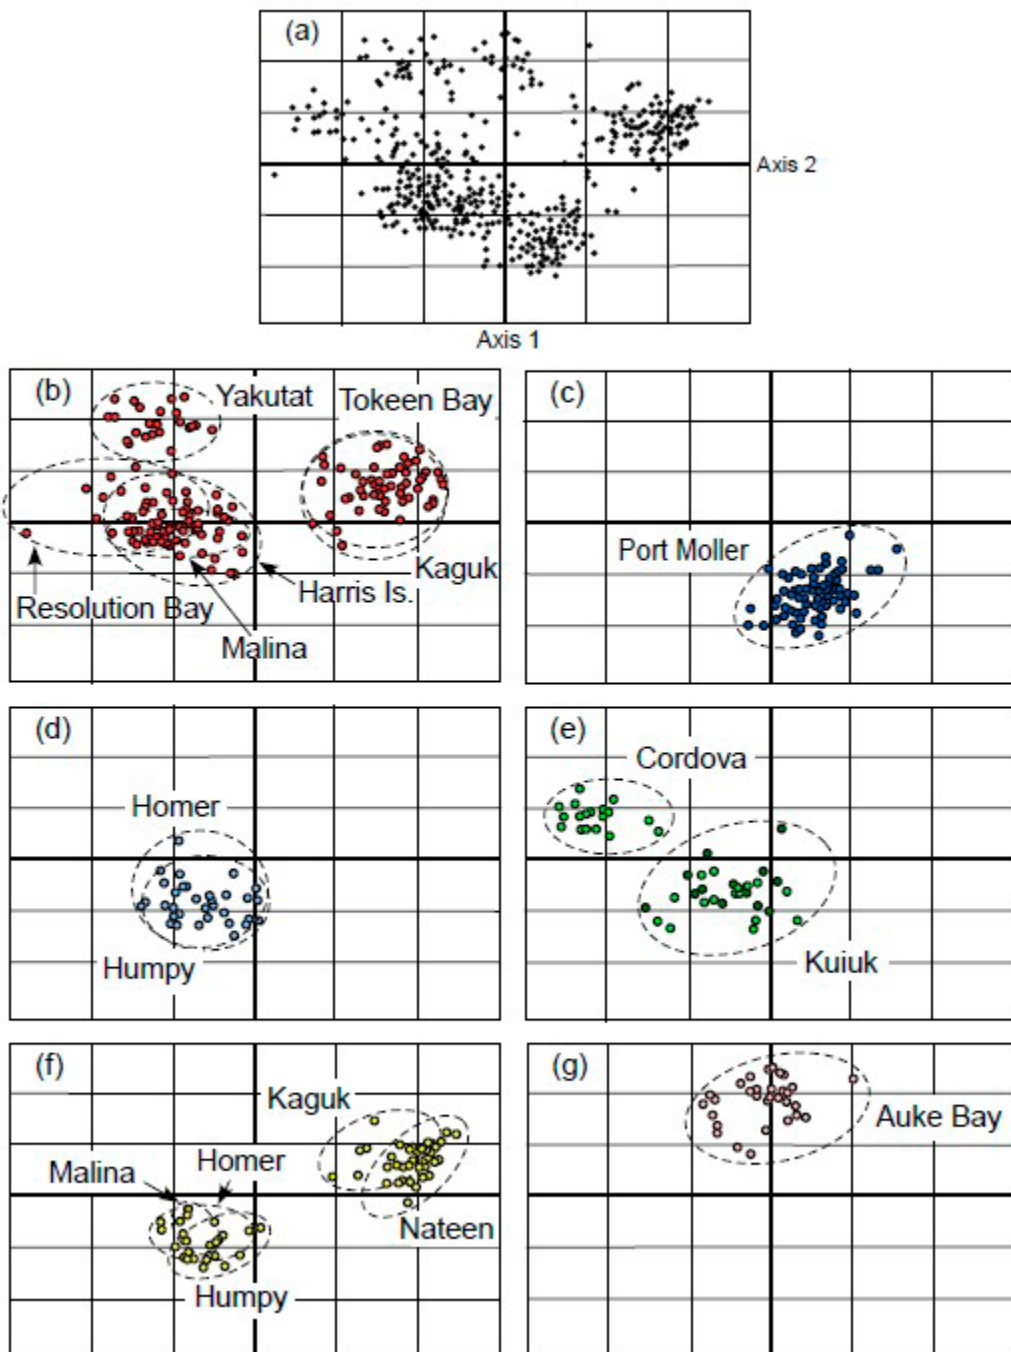 (a)
Axis 2
Axis 1
(b)
Yakutat
Tokeen Bay
Kaguk
Harris Is.
Resolution Bay
Malina
(c)
Port Moller
(d)
Homer
Humpy
(e)
Cordova
Kuiuk
(f)
Kaguk
Homer
Malina
Nateen
Humpy
(g)
Auke Bay